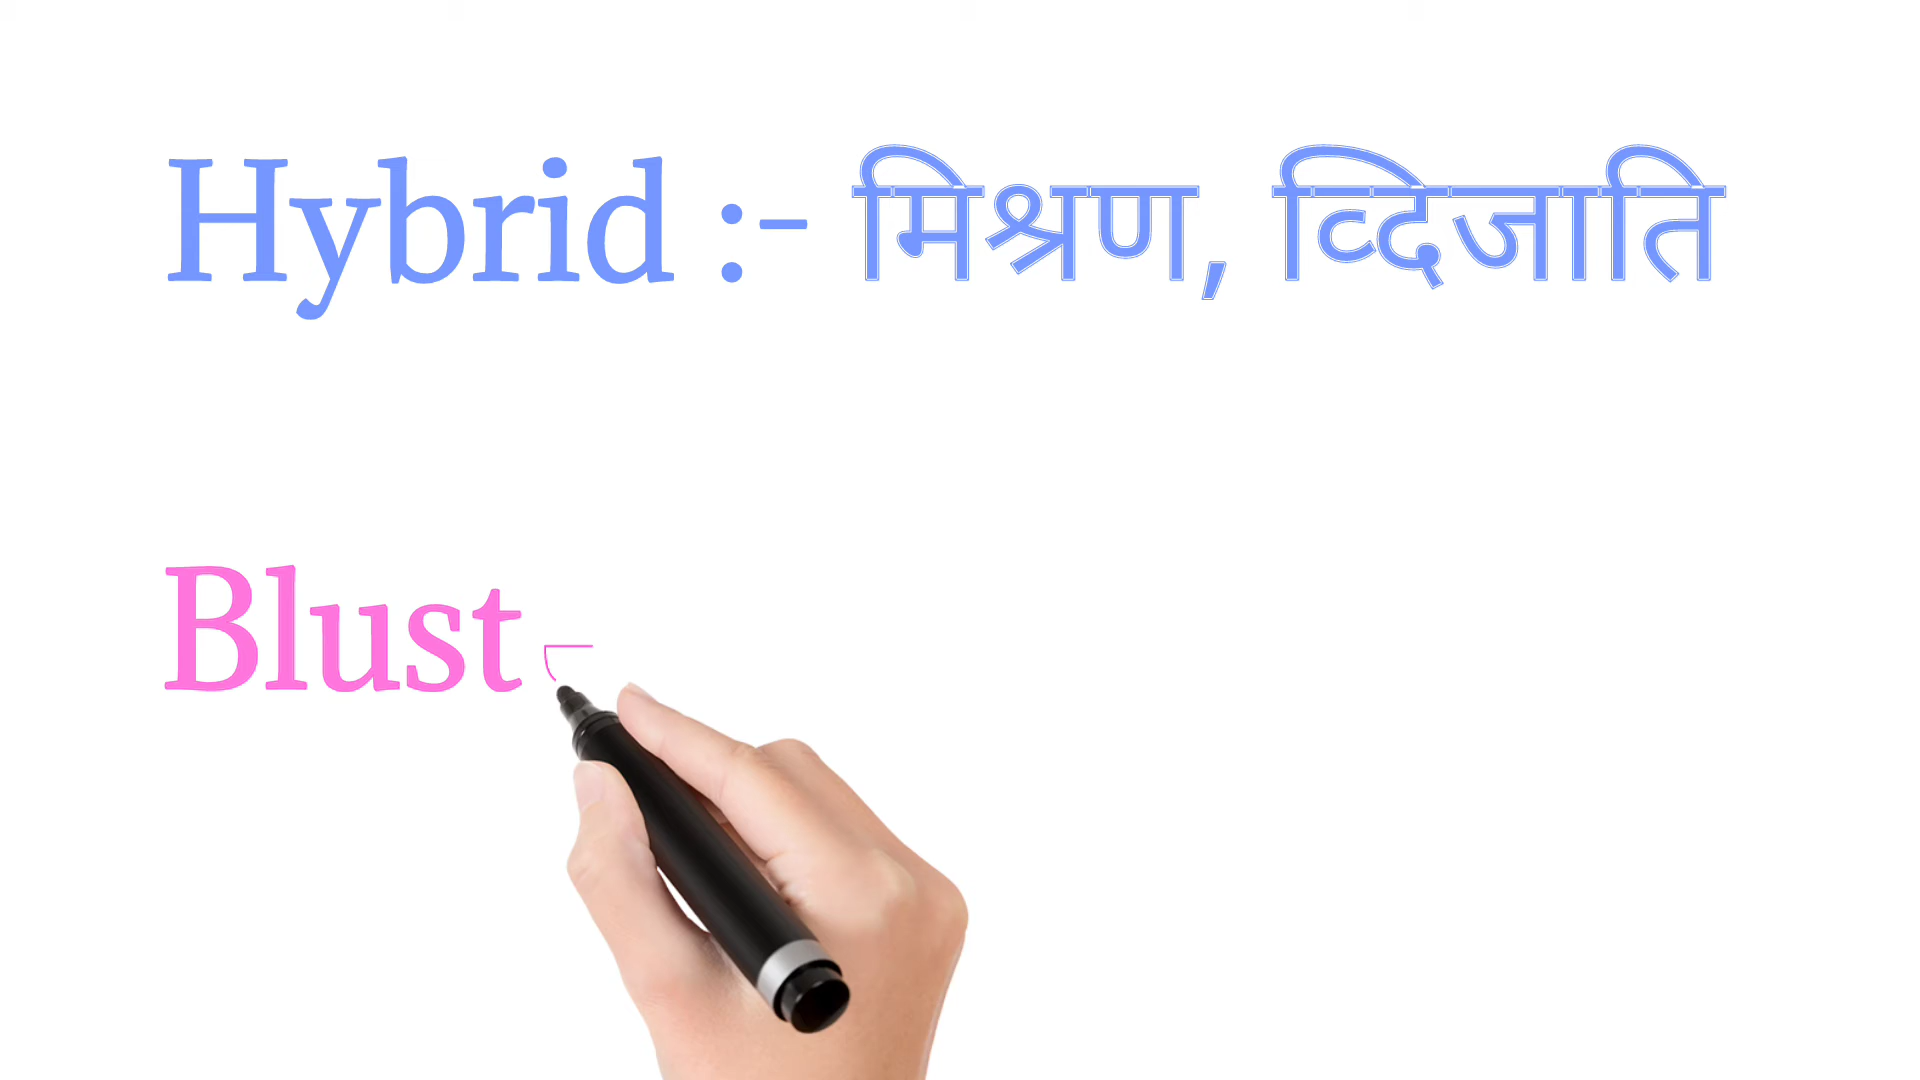 Hybrid :- मिश्रण, व्दिजाति
Blust